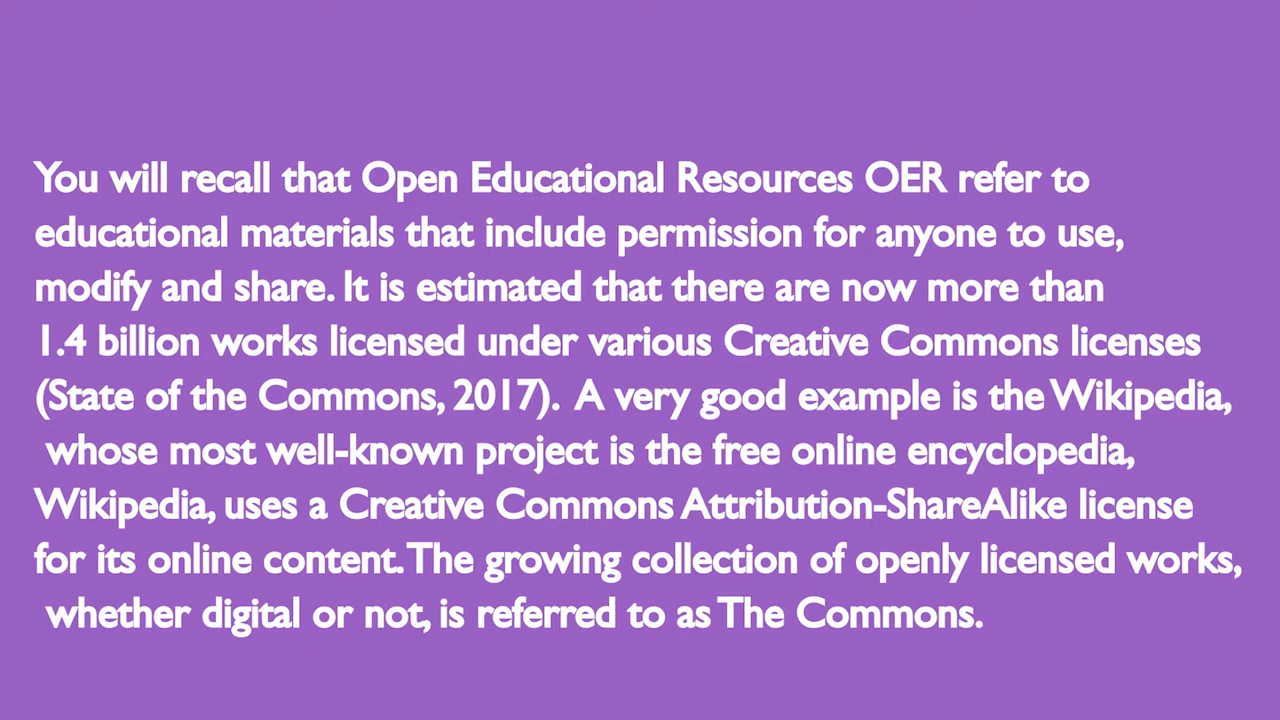 You will recall that Open Educational Resources OER refer to
educational materials that include permission for anyone to use,
modify and share. It is estimated that there are now more than
1.4 billion works licensed under various Creative Commons licenses
(State of the Commons, 2017). A very good example is the Wikipedia,
whose most well-known project is the free online encyclopedia,
Wikipedia, uses a Creative Commons Attribution-ShareAlike license
for its online content. The growing collection of openly licensed works,
whether digital or not, is referred to as The Commons.